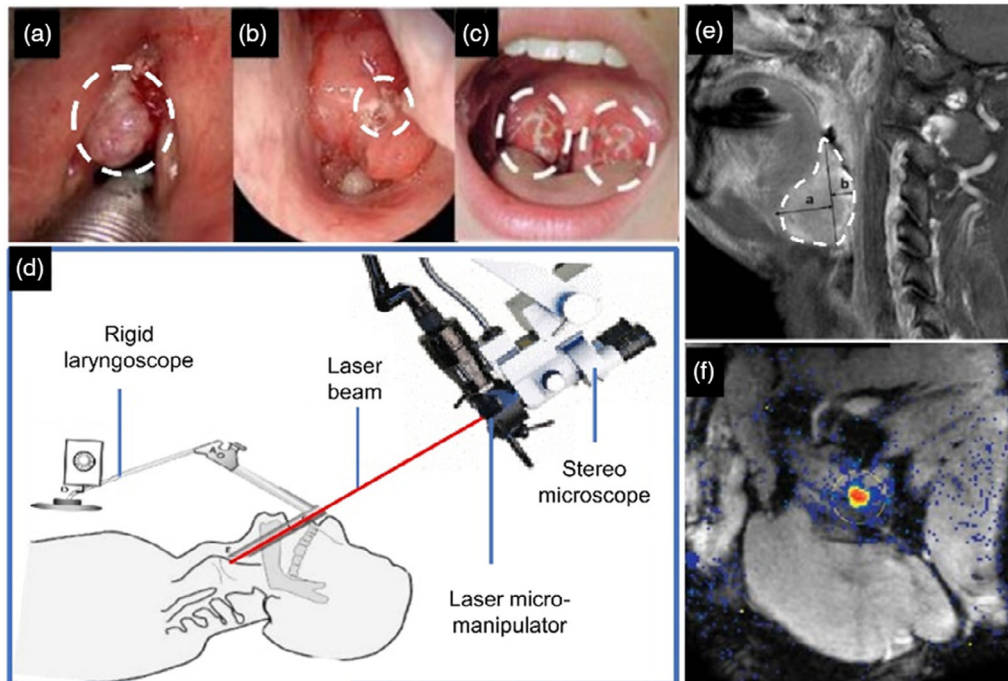 (a)
(b)
(c)
(e)
a
b
(d)
Rigid
laryngoscope
Laser
beam
Stereo
microscope
Laser micro-
manipulator
(f)